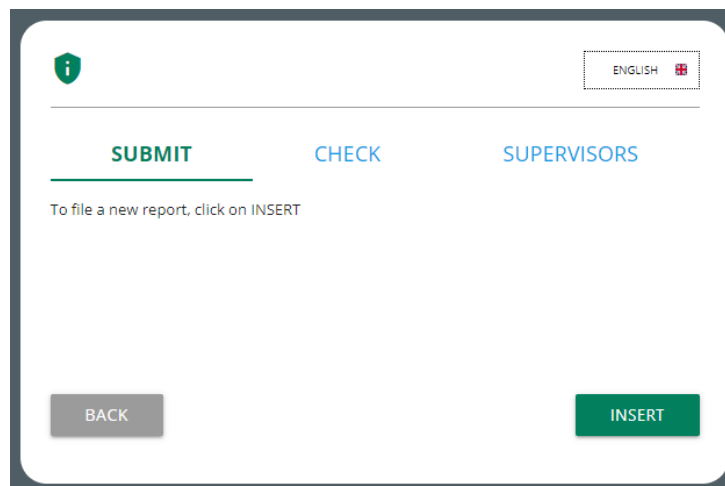 ENGLISH
SUBMIT CHECK SUPERVISORS
To file a new report, click on INSERT
BACK INSERT